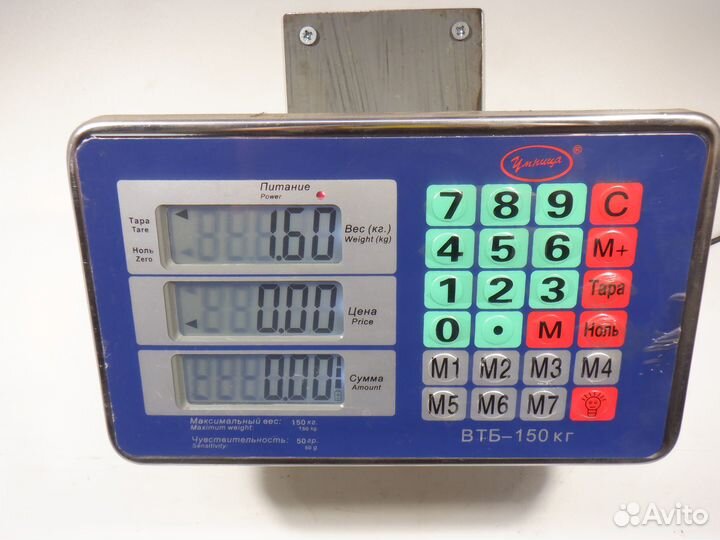 Умница ®
Питание
Power
Тара
Tare
Ноль
Zero
1.60
Вес (кг.)
Weight (kg)
0.00
Цена
Price
0.00
Сумма
Amount
Максимальный вес: 150 кг.
Maximum weight: 150 kg.
Чувствительность: 50 гр.
Sensitivity: 50 g
7 8 9 C
4 5 6 M+
1 2 3 Тара
0 • M Ноль
M1 M2 M3 M4
M5 M6 M7
ВТБ-150 кг
Avito